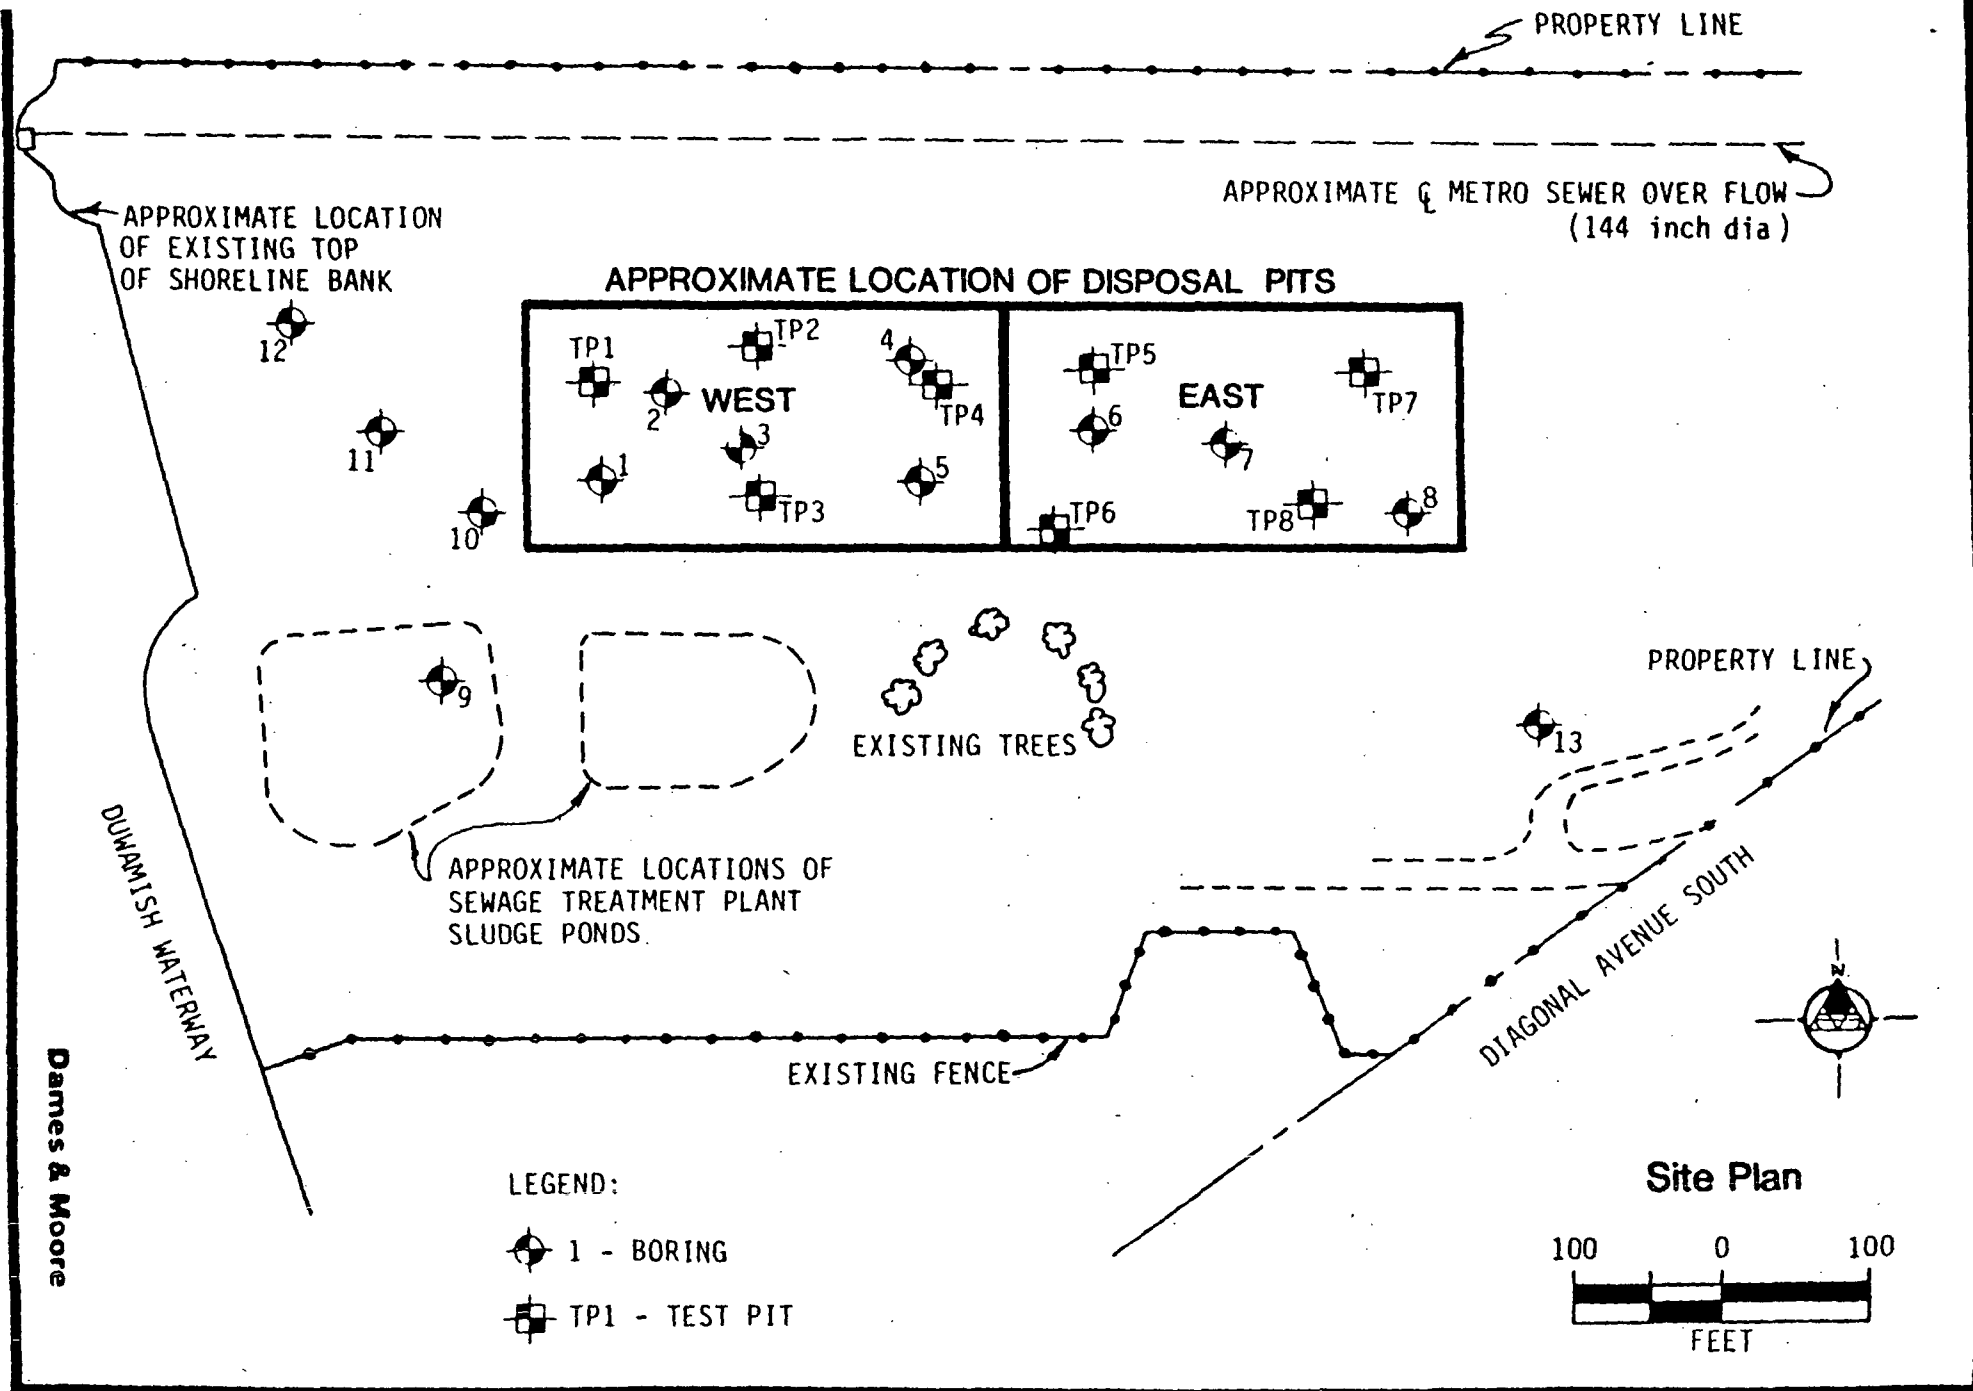 PROPERTY LINE
APPROXIMATE ℄ METRO SEWER OVER FLOW
(144 inch dia)
APPROXIMATE LOCATION
OF EXISTING TOP
OF SHORELINE BANK
APPROXIMATE LOCATION OF DISPOSAL PITS
12
11
10
TP1
TP2
4
2
WEST
TP4
3
1
5
TP3
TP5
EAST
TP7
6
7
TP6
TP8
8
9
EXISTING TREES
PROPERTY LINE
13
DUWAMISH WATERWAY
APPROXIMATE LOCATIONS OF
SEWAGE TREATMENT PLANT
SLUDGE PONDS
DIAGONAL AVENUE SOUTH
N
EXISTING FENCE
Dames & Moore
LEGEND:
1 - BORING
TP1 - TEST PIT
Site Plan
100 0 100
FEET